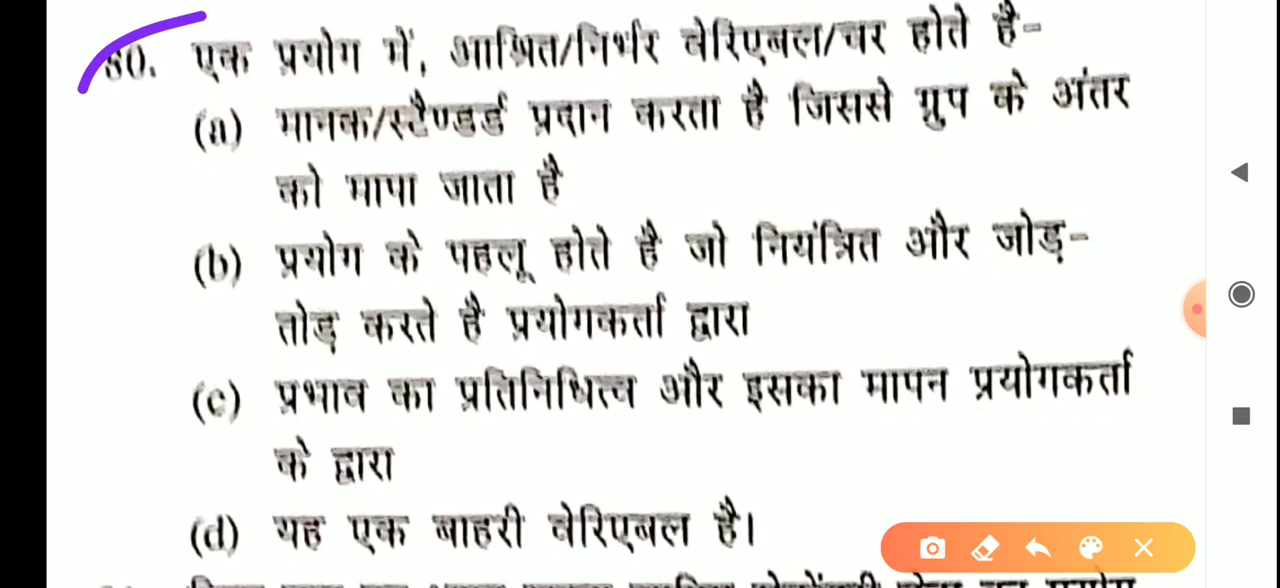 80. एक प्रयोग में, आश्रित/निर्भर वेरिएबल/चर होते है-
(a) मानक/स्टैण्डर्ड प्रदान करता है जिससे ग्रुप के अंतर
को मापा जाता है
(b) प्रयोग के पहलू होते है जो नियंत्रित और जोड़-
तोड़ करते है प्रयोगकर्ता द्वारा
(c) प्रभाव का प्रतिनिधित्व और इसका मापन प्रयोगकर्ता
के द्वारा
(d) यह एक बाहरी वेरिएबल है।